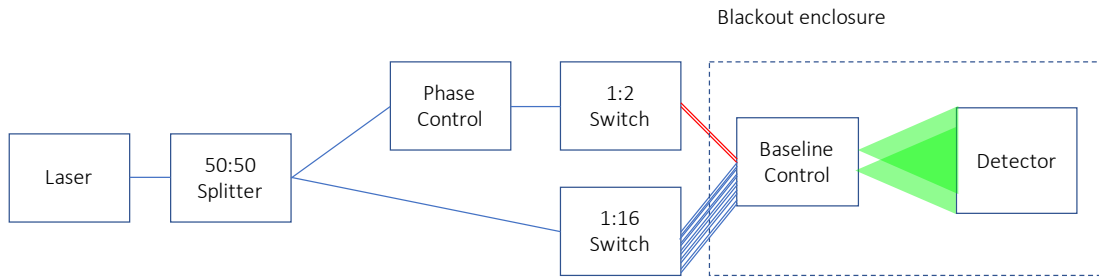 Blackout enclosure
Laser
50:50
Splitter
Phase
Control
1:2
Switch
1:16
Switch
Baseline
Control
Detector